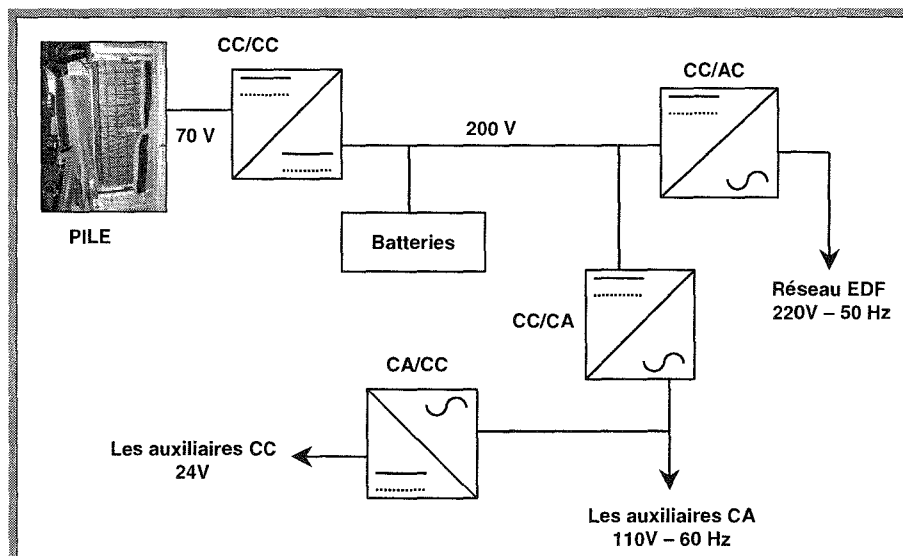 CC/CC
CC/AC
70 V
200 V
PILE
Batteries
Réseau EDF
220V – 50 Hz
CC/CA
CA/CC
Les auxiliaires CC
24V
Les auxiliaires CA
110V – 60 Hz